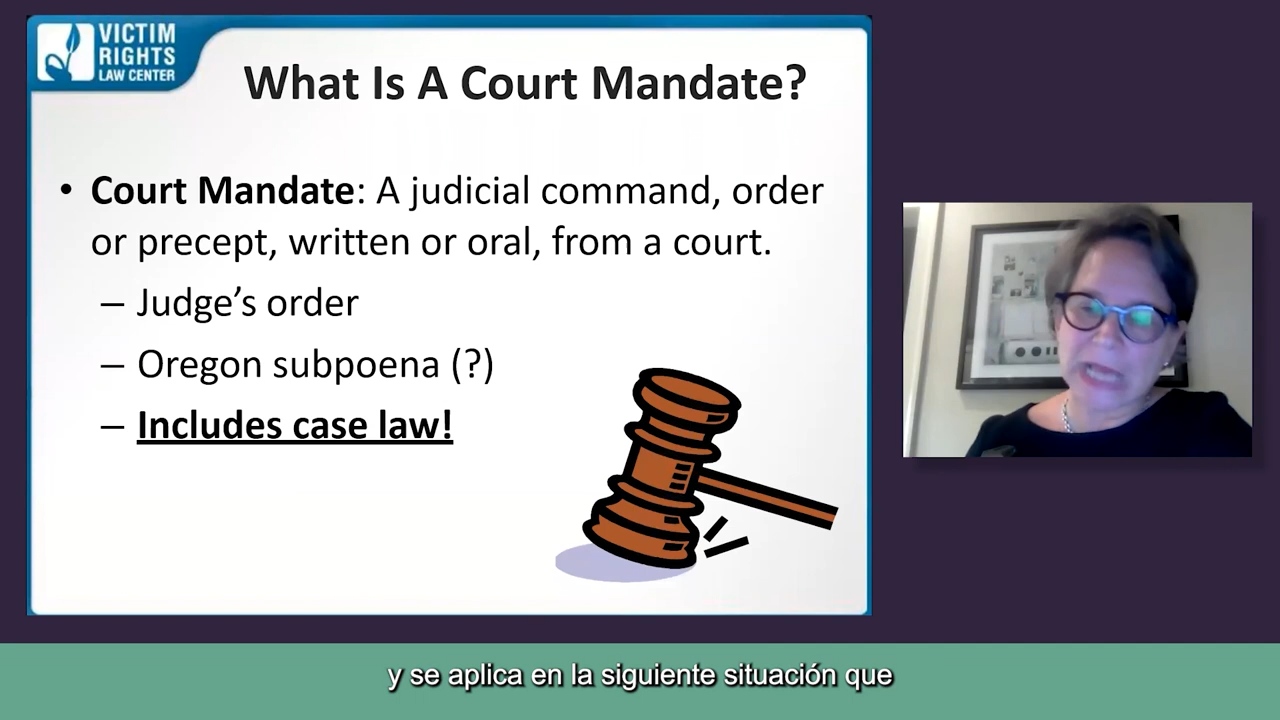 VICTIM
RIGHTS
LAW CENTER
What Is A Court Mandate?
• Court Mandate: A judicial command, order
or precept, written or oral, from a court.
– Judge’s order
– Oregon subpoena (?)
– Includes case law!
y se aplica en la siguiente situación que